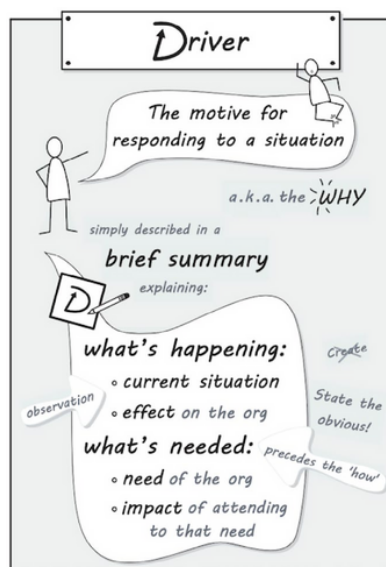 Driver
The motive for
responding to a situation
a.k.a. the WHY
simply described in a
brief summary
explaining:
D
what's happening:
∘ current situation
∘ effect on the org
observation
what's needed:
∘ need of the org
∘ impact of attending
to that need
Create
State the
obvious!
precedes the 'how'